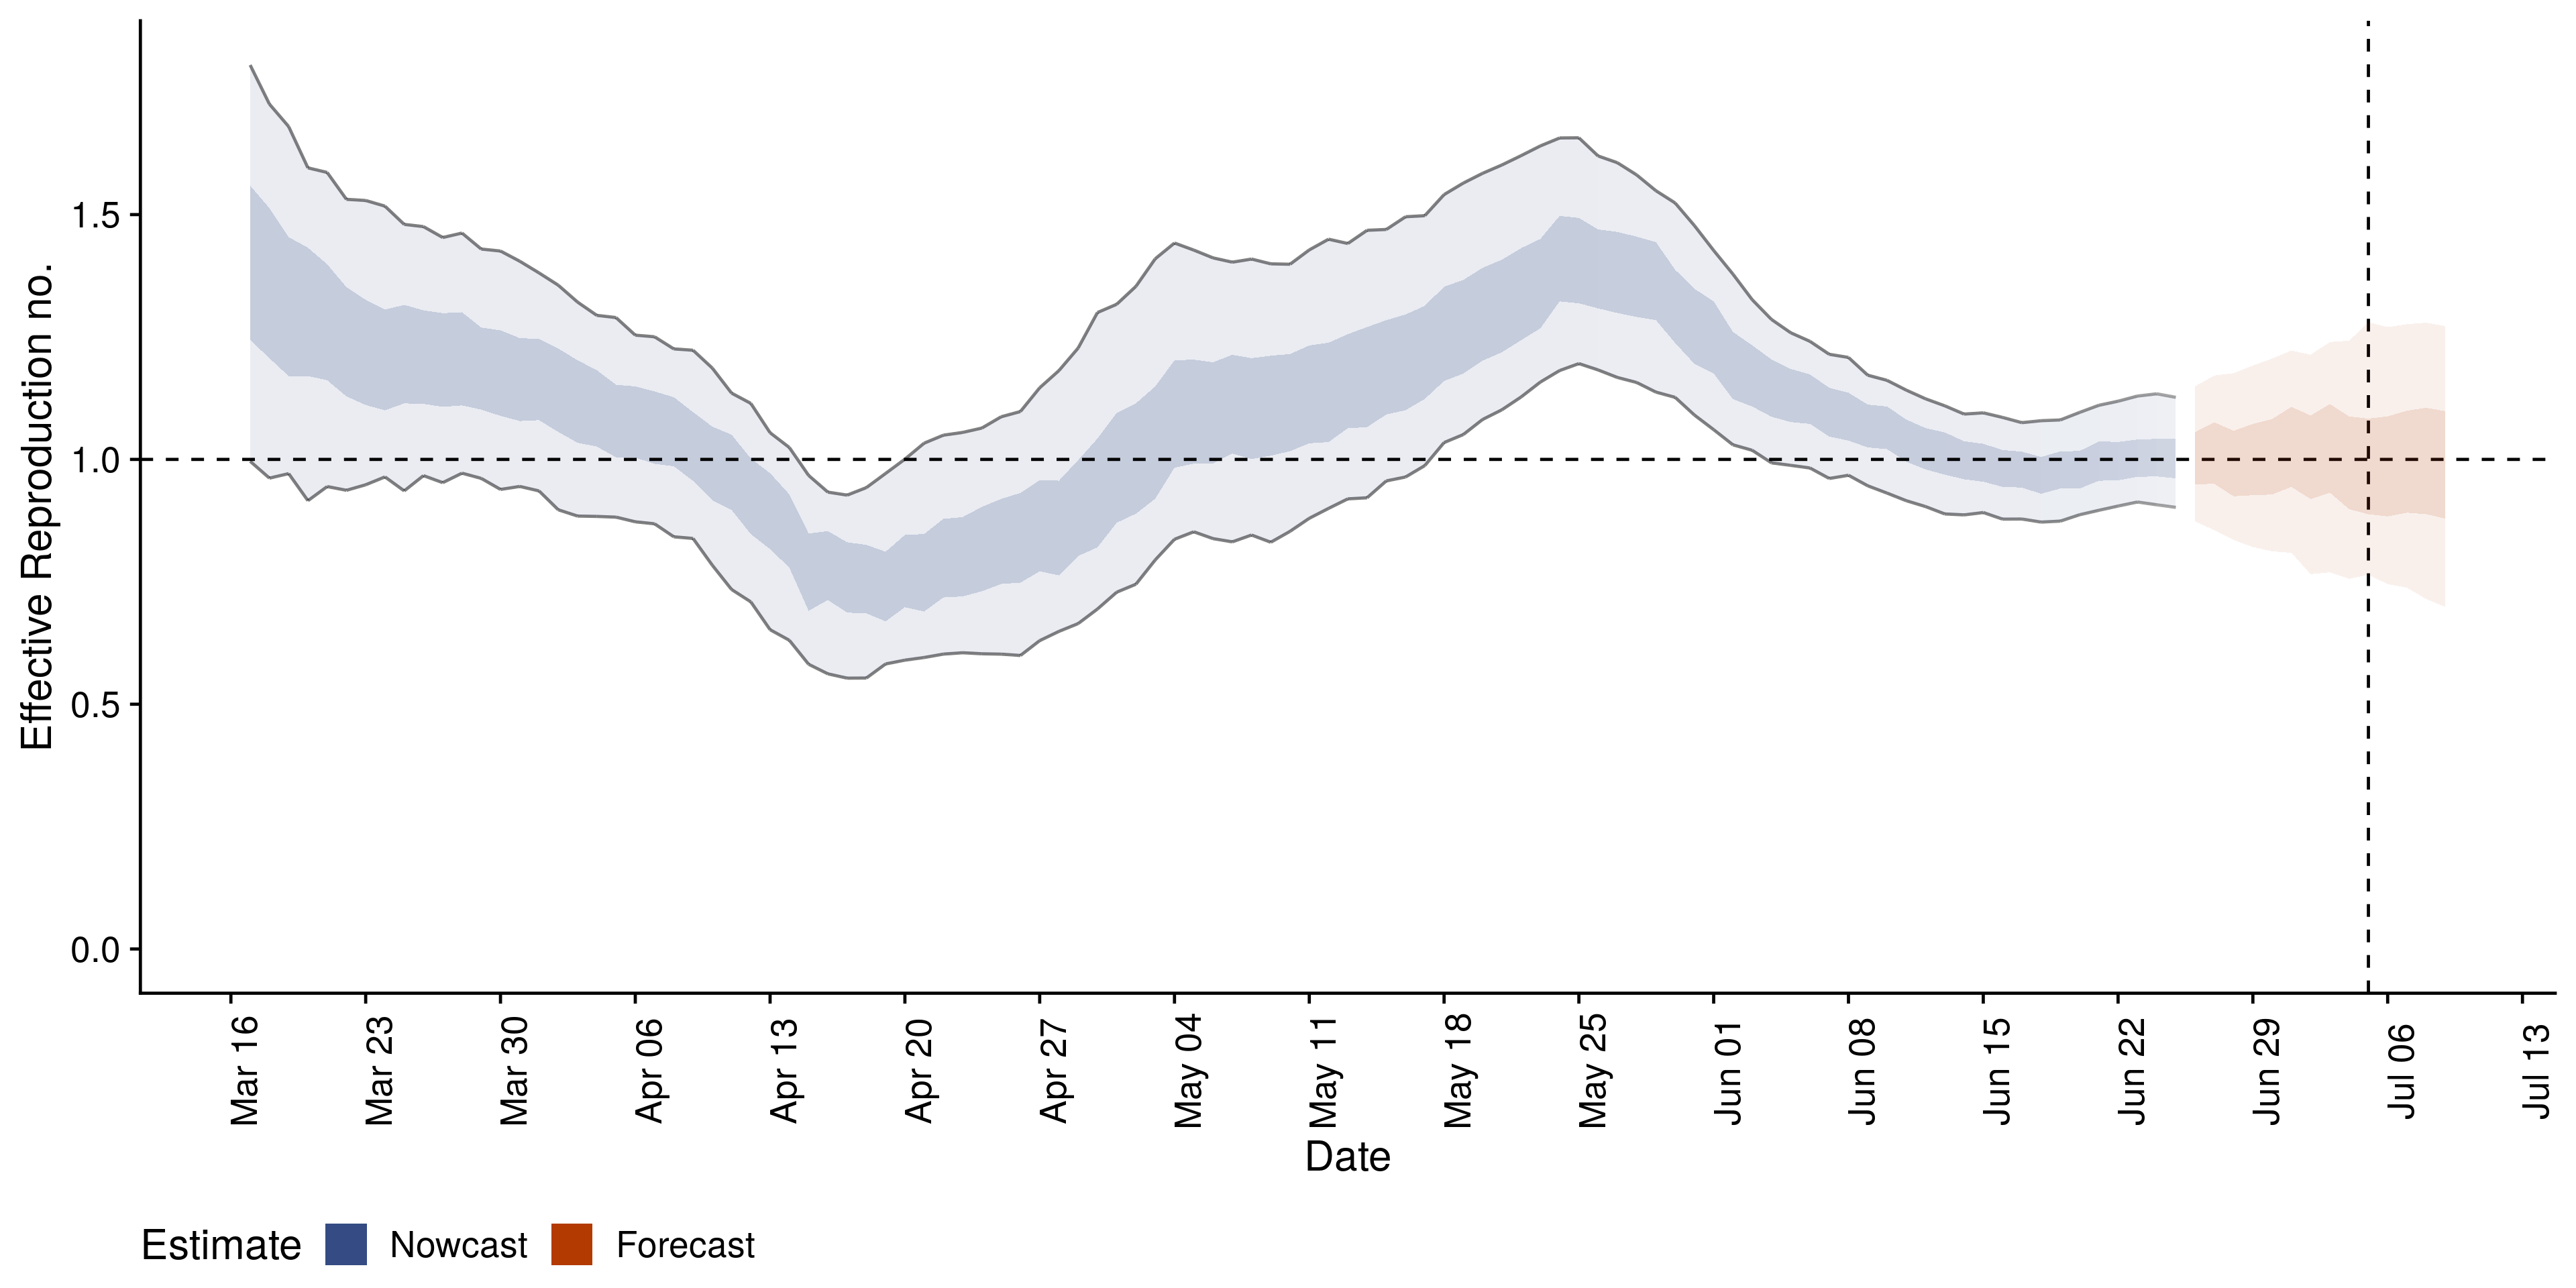 Effective Reproduction no.
1.5
1.0
0.5
0.0
Mar 16
Mar 23
Mar 30
Apr 06
Apr 13
Apr 20
Apr 27
May 04
May 11
May 18
May 25
Jun 01
Jun 08
Jun 15
Jun 22
Jun 29
Jul 06
Jul 13
Date
Estimate Nowcast Forecast